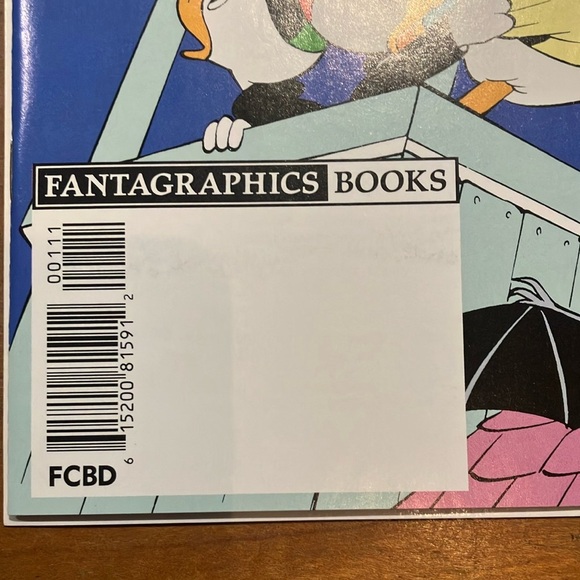 FANTAGRAPHICS BOOKS
00111
6 15200 81591 2
FCBD